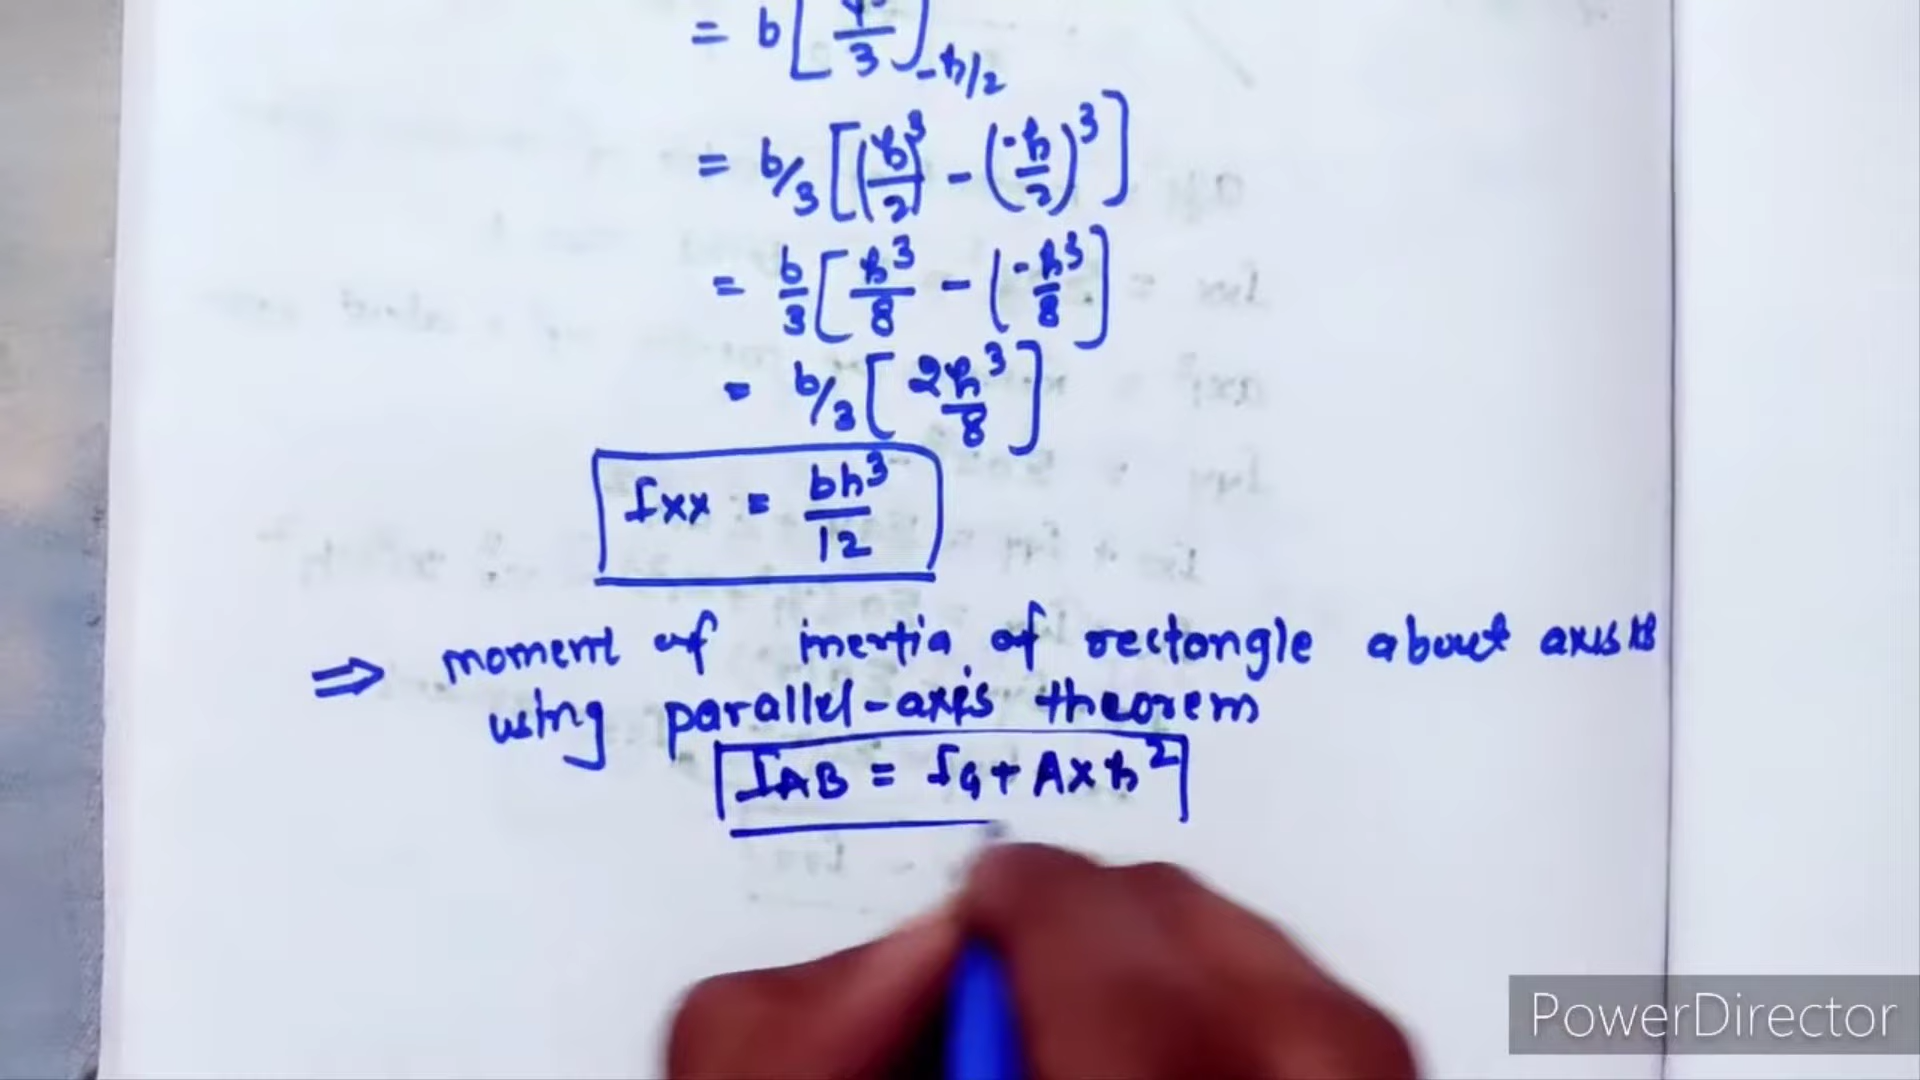 = b[y³/3]-h/2
= b/3[(h/2)³ - (-h/2)³]
= b/3[h³/8 - (-h³/8)]
= b/3[2h³/8]
Ixx = bh³/12
⇒ moment of inertia of rectangle about axis AB
using parallel-axis theorem
IAB = IG + A×h²
PowerDirector